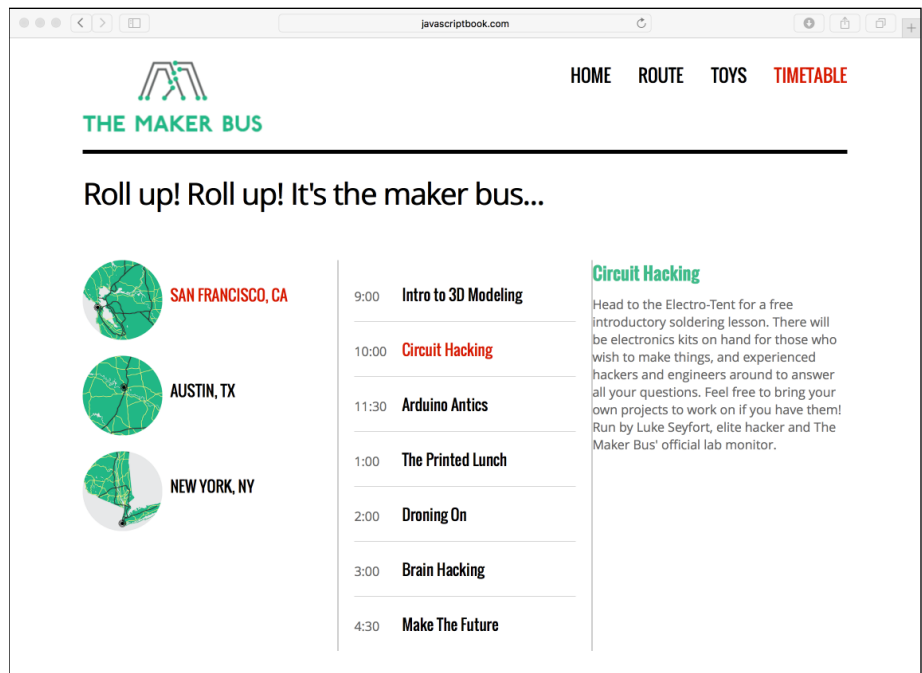 javascriptbook.com
THE MAKER BUS
HOME ROUTE TOYS TIMETABLE
Roll up! Roll up! It's the maker bus...
SAN FRANCISCO, CA
AUSTIN, TX
NEW YORK, NY
9:00 Intro to 3D Modeling
10:00 Circuit Hacking
11:30 Arduino Antics
1:00 The Printed Lunch
2:00 Droning On
3:00 Brain Hacking
4:30 Make The Future
Circuit Hacking
Head to the Electro-Tent for a free
introductory soldering lesson. There will
be electronics kits on hand for those who
wish to make things, and experienced
hackers and engineers around to answer
all your questions. Feel free to bring your
own projects to work on if you have them!
Run by Luke Seyfort, elite hacker and The
Maker Bus' official lab monitor.